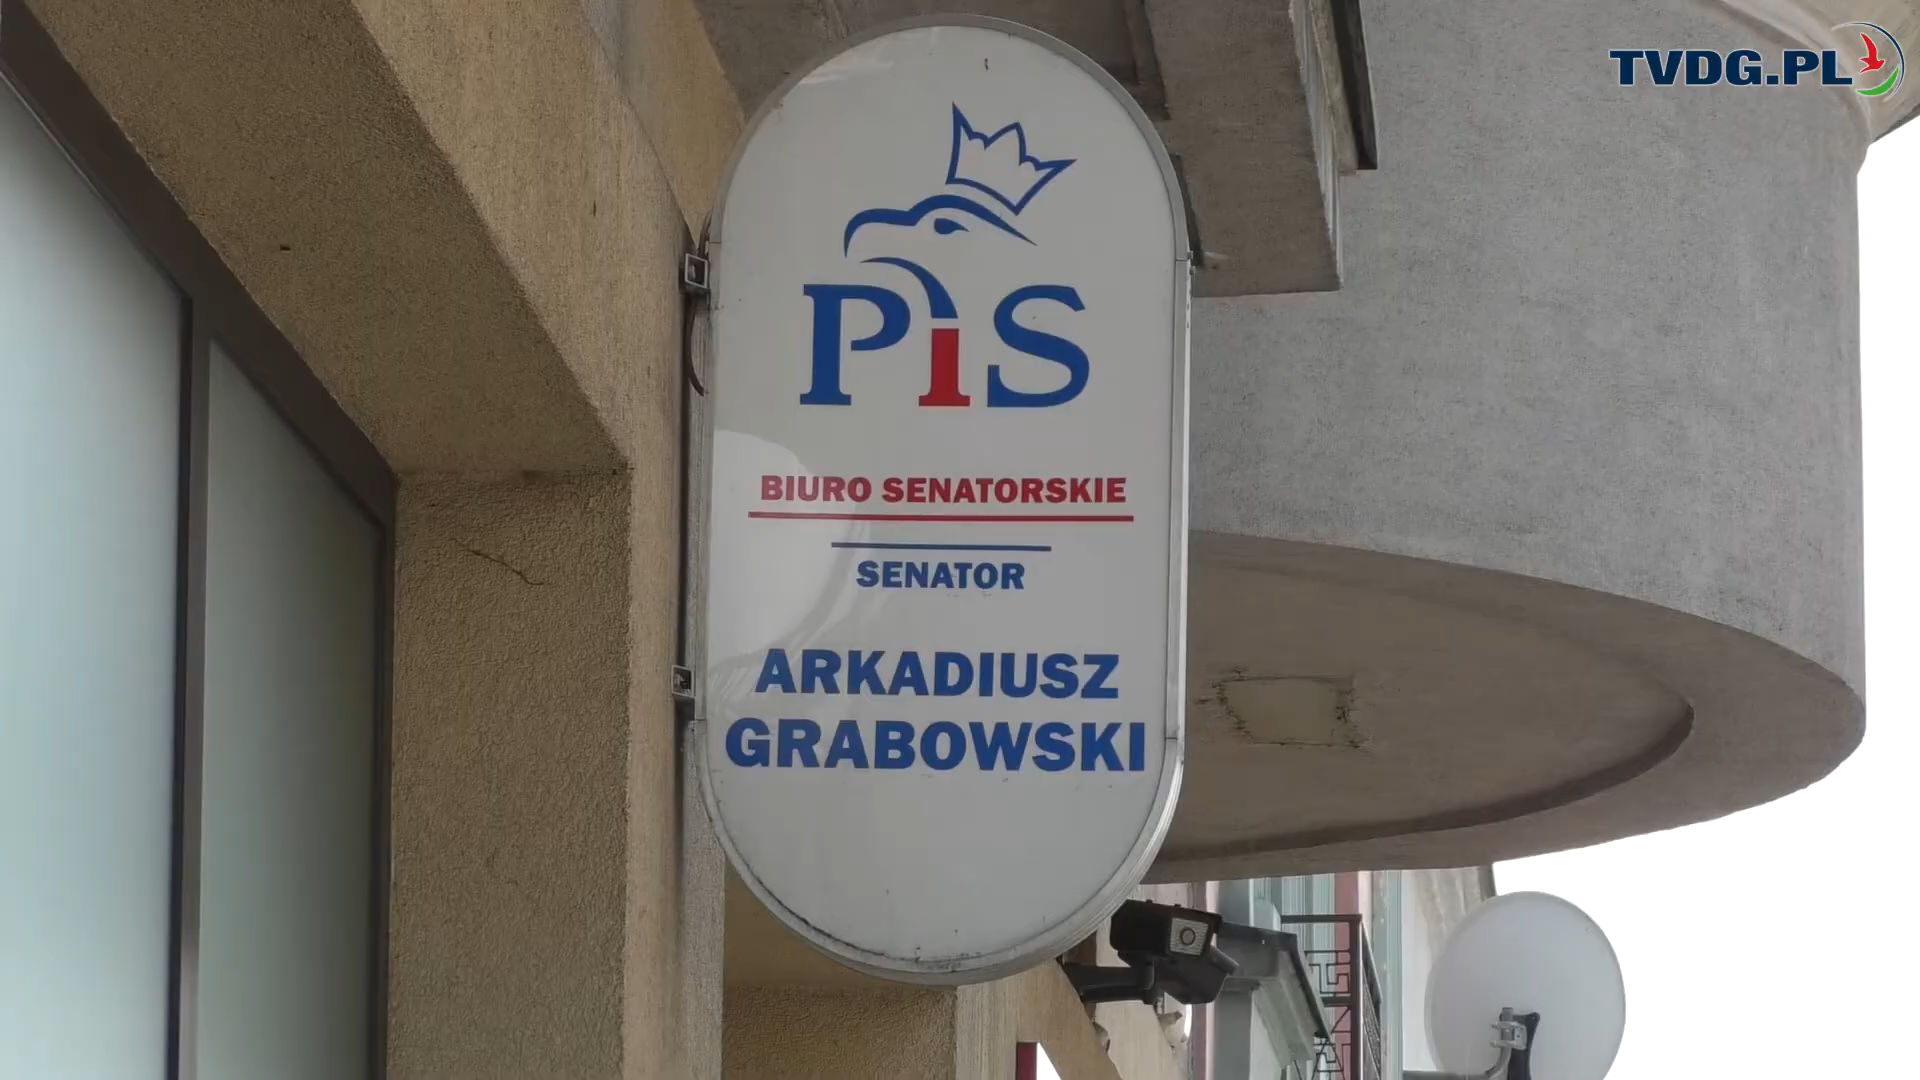 TVDG.PL
PiS
BIURO SENATORSKIE
SENATOR
ARKADIUSZ
GRABOWSKI